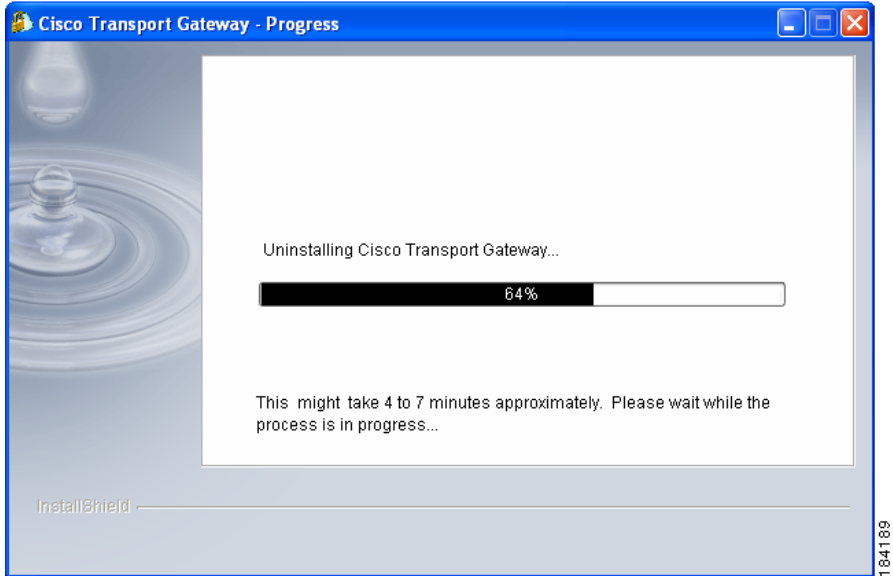 Cisco Transport Gateway - Progress
Uninstalling Cisco Transport Gateway...
64%
This might take 4 to 7 minutes approximately. Please wait while the
process is in progress...
InstallShield
184189